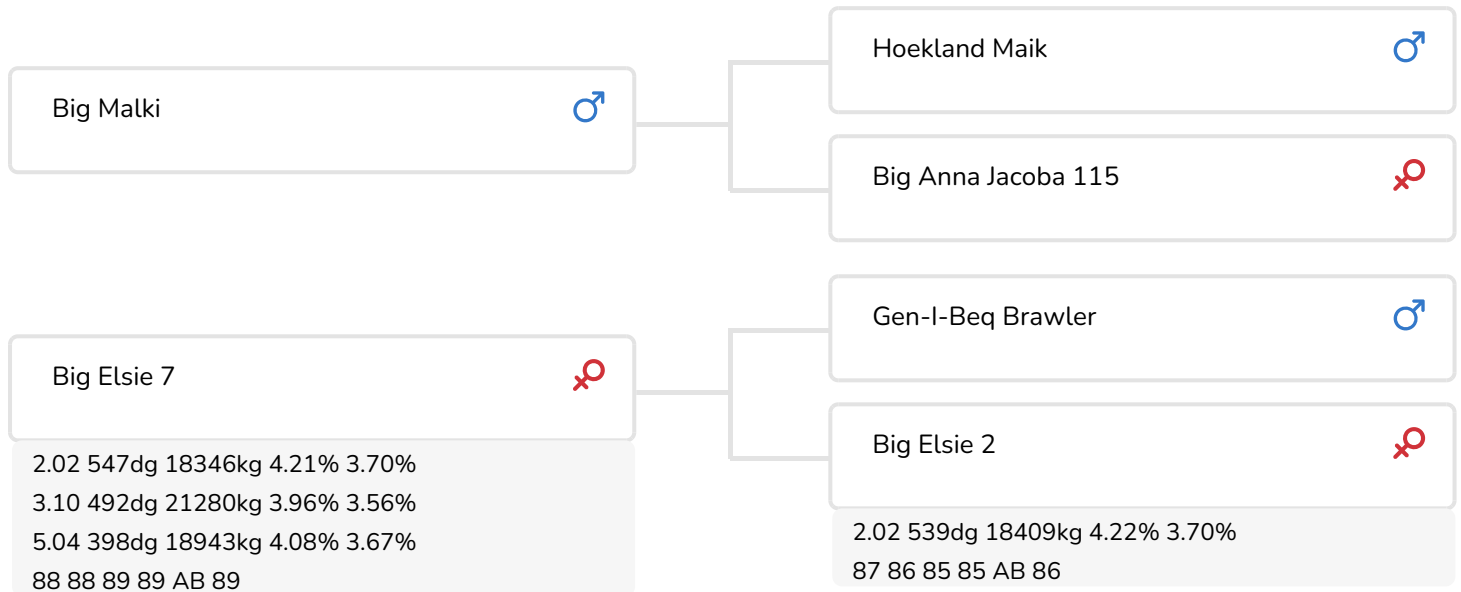 Big Malki
Hoekland Maik
Big Anna Jacoba 115
Big Elsie 7
2.02 547dg 18346kg 4.21% 3.70%
3.10 492dg 21280kg 3.96% 3.56%
5.04 398dg 18943kg 4.08% 3.67%
88 88 89 89 AB 89
Gen-I-Beq Brawler
Big Elsie 2
2.02 539dg 18409kg 4.22% 3.70%
87 86 85 85 AB 86